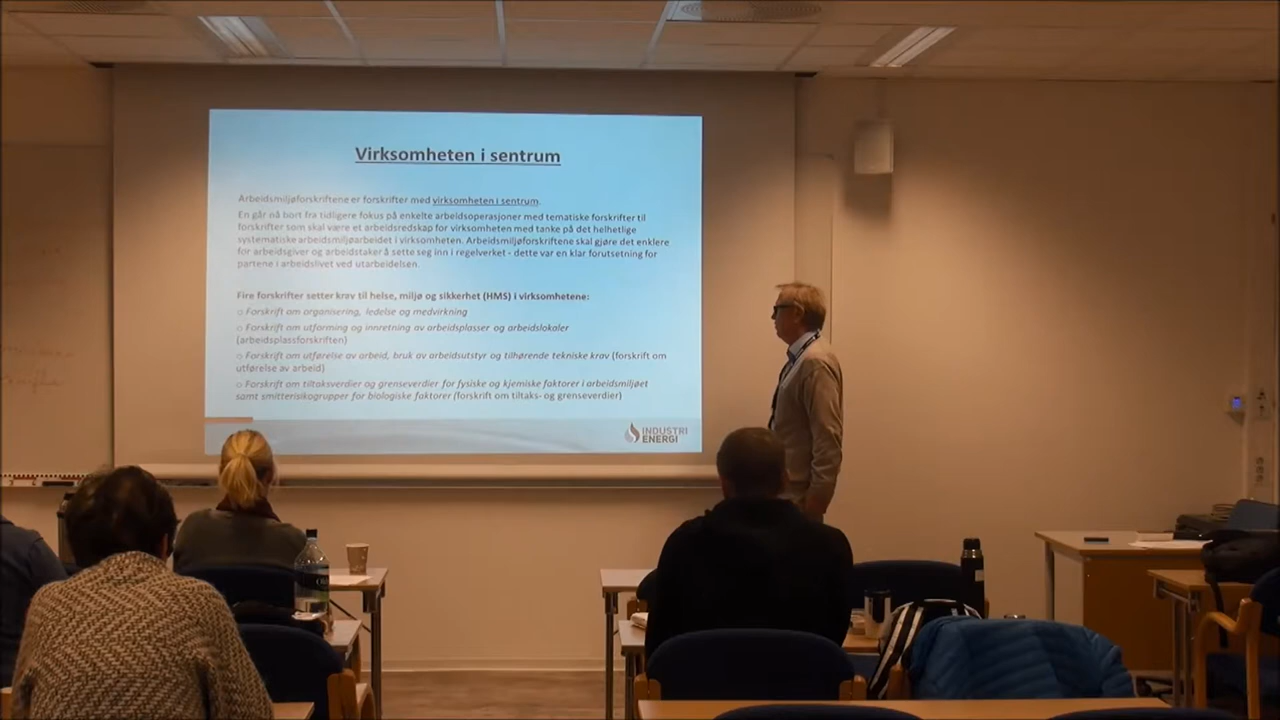 Virksomheten i sentrum
Arbeidsmiljøforskriftene er forskrifter med virksomheten i sentrum.
En går nå bort fra tidligere fokus på enkelte arbeidsoperasjoner med tematiske forskrifter til
forskrifter som skal være et arbeidsredskap for virksomheten med tanke på det helhetlige
systematiske arbeidsmiljøarbeidet i virksomheten. Arbeidsmiljøforskriftene skal gjøre det enklere
for arbeidsgiver og arbeidstaker å sette seg inn i regelverket - dette var en klar forutsetning for
partene i arbeidslivet ved utarbeidelsen.
Fire forskrifter setter krav til helse, miljø og sikkerhet (HMS) i virksomhetene:
o Forskrift om organisering, ledelse og medvirkning
o Forskrift om utforming og innretning av arbeidsplasser og arbeidslokaler
(arbeidsplassforskriften)
o Forskrift om utførelse av arbeid, bruk av arbeidsutstyr og tilhørende tekniske krav (forskrift om
utførelse av arbeid)
o Forskrift om tiltaksverdier og grenseverdier for fysiske og kjemiske faktorer i arbeidsmiljøet
samt smitterisikogrupper for biologiske faktorer (forskrift om tiltaks- og grenseverdier)
INDUSTRI
ENERGI